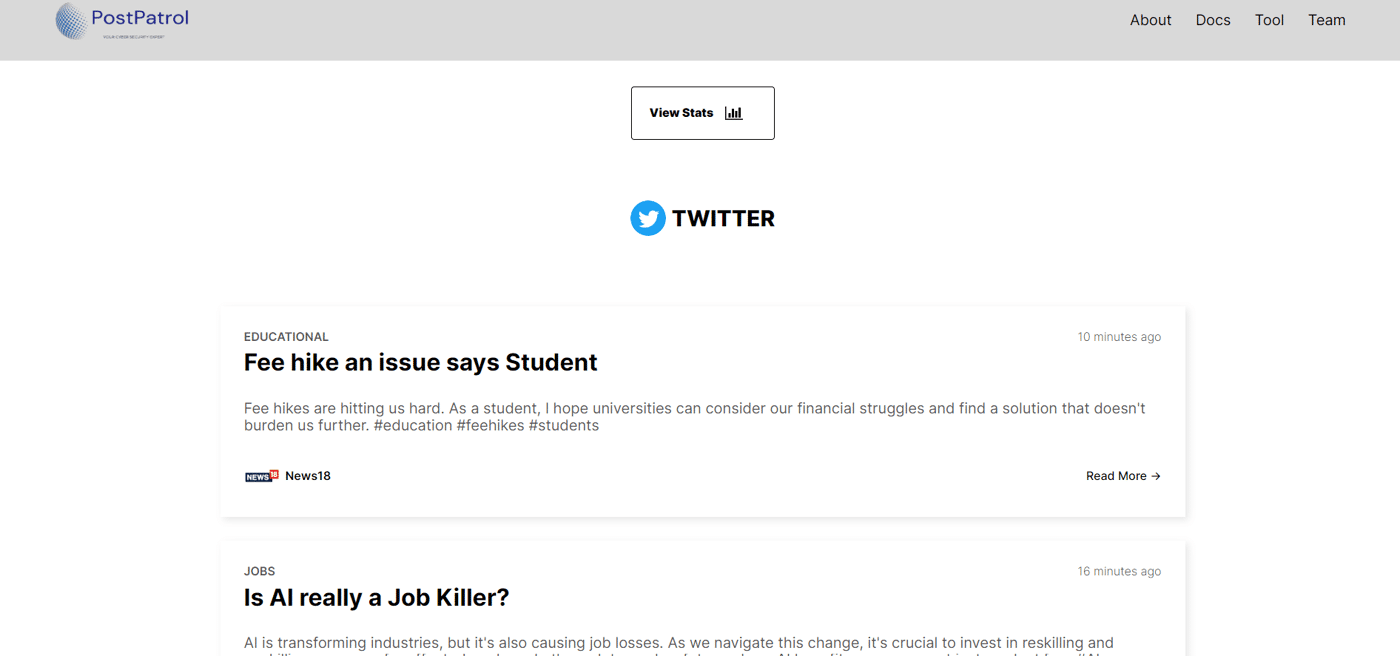 PostPatrol
YOUR CYBER SECURITY EXPERT
About Docs Tool Team
View Stats
TWITTER
EDUCATIONAL
10 minutes ago
Fee hike an issue says Student
Fee hikes are hitting us hard. As a student, I hope universities can consider our financial struggles and find a solution that doesn't
burden us further. #education #feehikes #students
NEWS 18 News18
Read More →
JOBS
16 minutes ago
Is AI really a Job Killer?
AI is transforming industries, but it's also causing job losses. As we navigate this change, it's crucial to invest in reskilling and